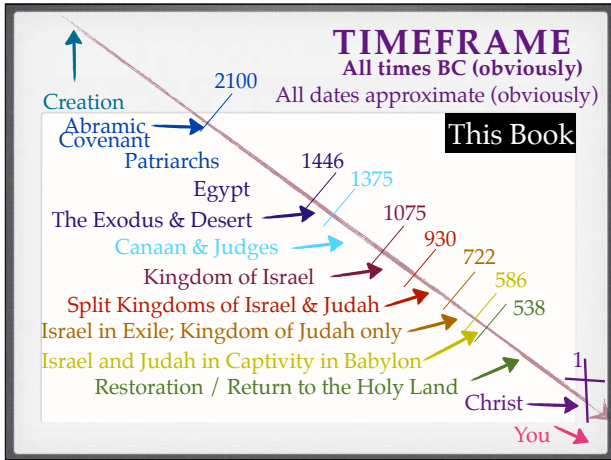 TIMEFRAME
All times BC (obviously)
All dates approximate (obviously)
This Book
Creation
2100
Abramic
Covenant
Patriarchs
1446
Egypt
1375
The Exodus & Desert
1075
Canaan & Judges
930
Kingdom of Israel
722
Split Kingdoms of Israel & Judah
586
Israel in Exile; Kingdom of Judah only
538
Israel and Judah in Captivity in Babylon
Restoration / Return to the Holy Land
1
Christ
You